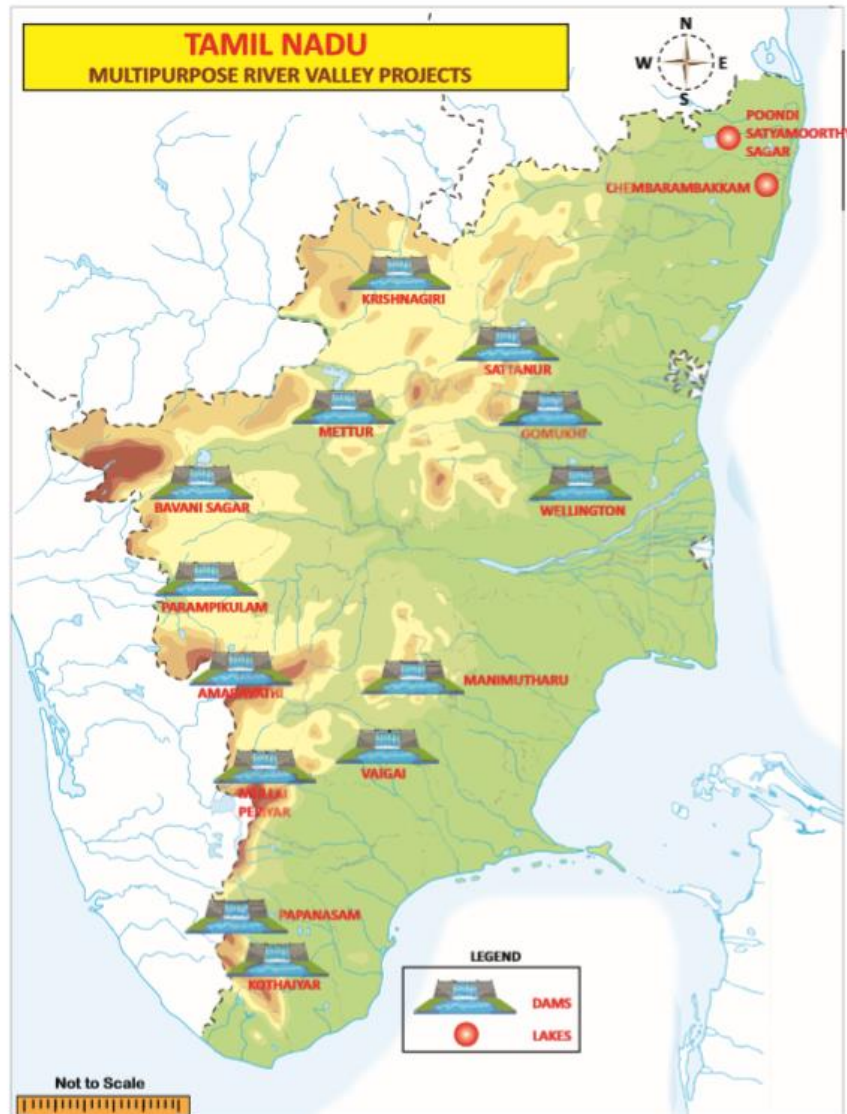 TAMIL NADU
MULTIPURPOSE RIVER VALLEY PROJECTS
N
W
E
S
POONDI
SATYAMOORTHY
SAGAR
CHEMBARAMBAKKAM
KRISHNAGIRI
SATTANUR
METTUR
GOMUKHI
BAVANI SAGAR
WELLINGTON
PARAMPIKULAM
AMARAVATHI
MANIMUTHARU
VAIGAI
MULLAI
PERIYAR
PAPANASAM
KOTHAIYAR
LEGEND
DAMS
LAKES
Not to Scale